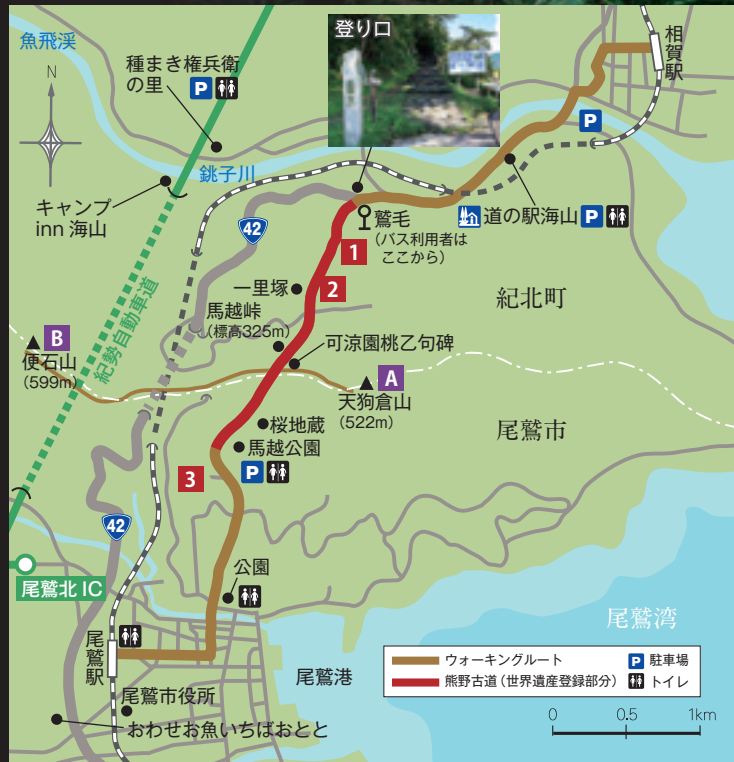 魚飛渓
N
種まき権兵衛
の里
P
登り口
相賀駅
P
銚子川
キャンプ
inn 海山
42
鷲毛
(バス利用者は
ここから)
道の駅海山 P
1
2
一里塚
紀北町
馬越峠
(標高325m)
可涼園桃乙句碑
紀勢自動車道
B
便石山
(599m)
A
天狗倉山
(522m)
桜地蔵
尾鷲市
馬越公園
P
3
42
尾鷲北 IC
公園
尾鷲湾
尾鷲駅
尾鷲港
尾鷲市役所
おわせお魚いちばおとと
ウォーキングルート
P 駐車場
熊野古道(世界遺産登録部分)
トイレ
0 0.5 1km